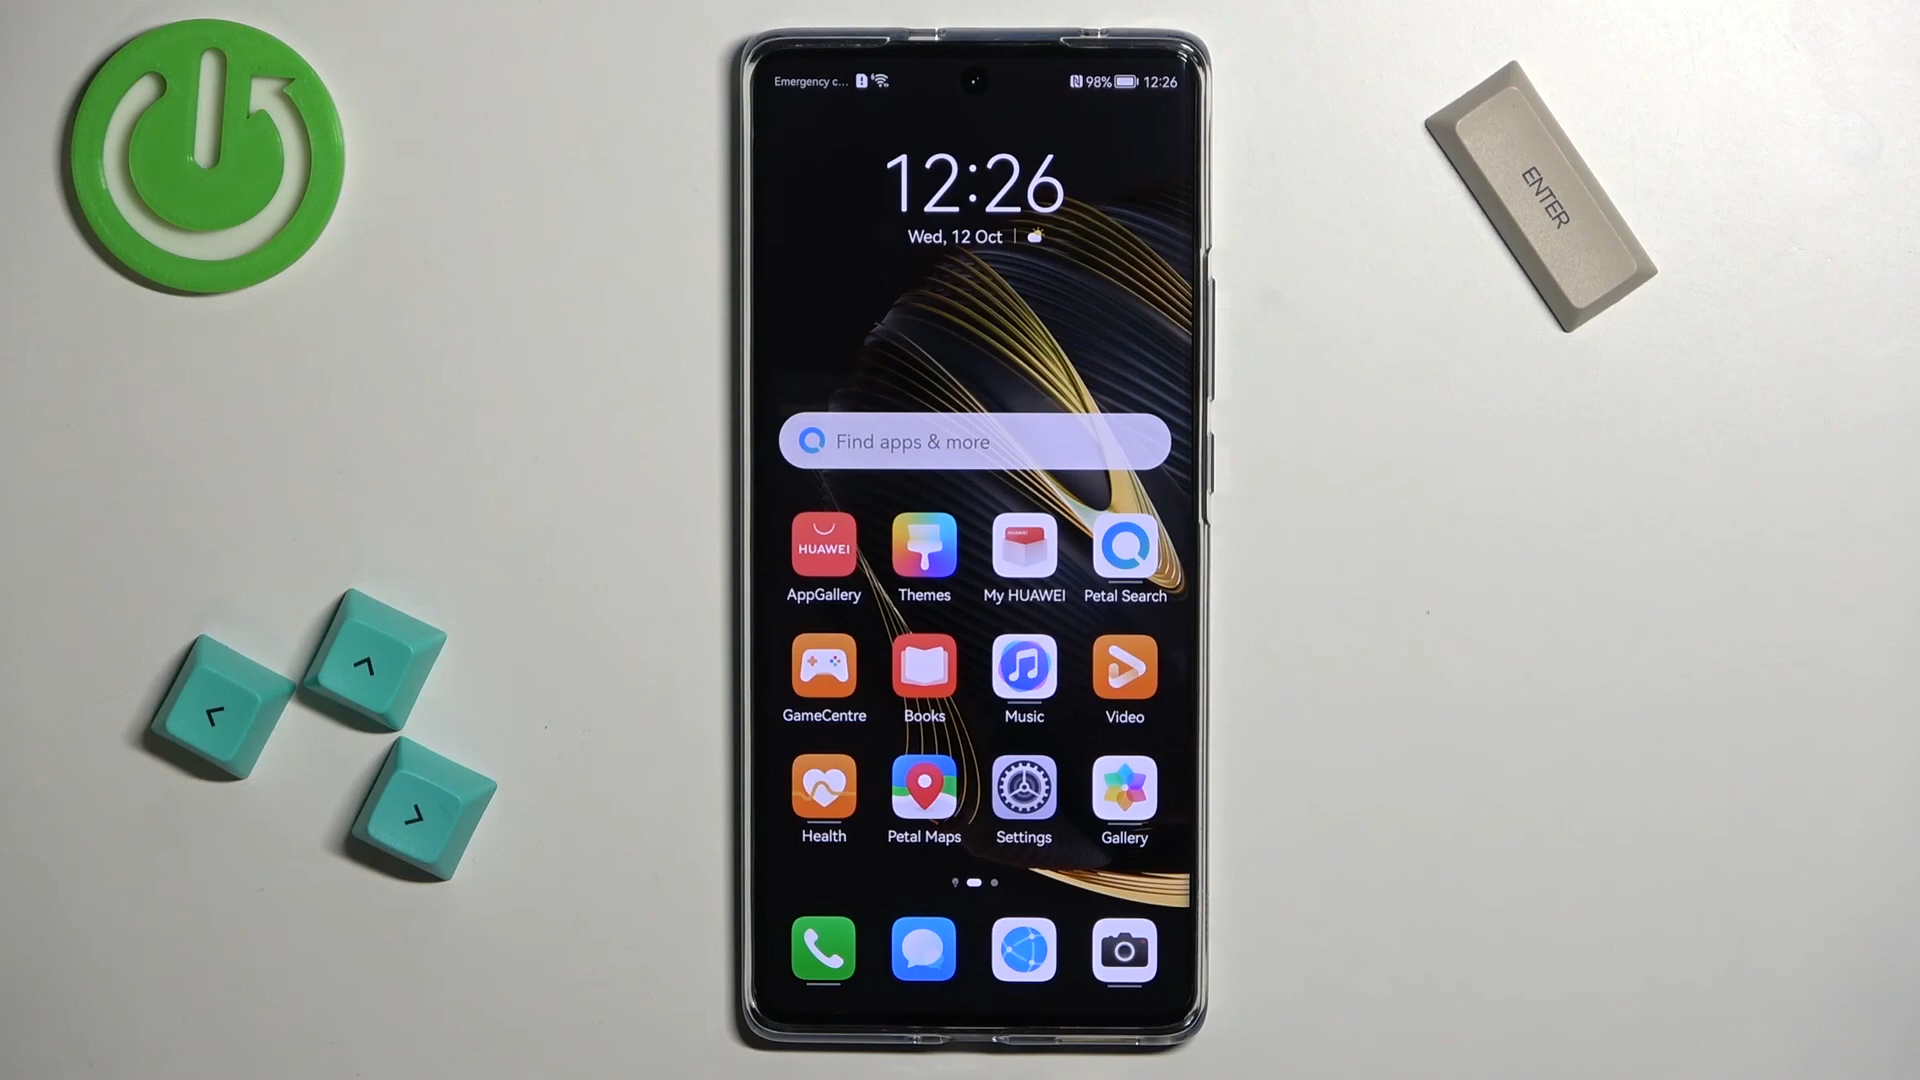 Emergency c...
98% 12:26
12:26
Wed, 12 Oct
Find apps & more
HUAWEI
HUAWEI
AppGallery Themes My HUAWEI Petal Search
GameCentre Books Music Video
Health Petal Maps Settings Gallery
ENTER